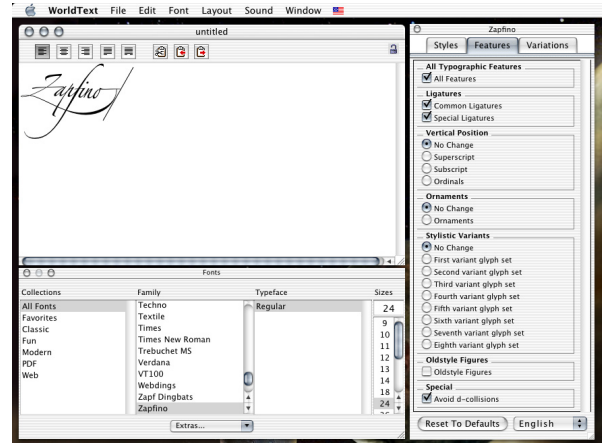 WorldText File Edit Font Layout Sound Window
untitled
Zapfino
Zapfino
Styles Features Variations
All Typographic Features
All Features
Ligatures
Common Ligatures
Special Ligatures
Vertical Position
No Change
Superscript
Subscript
Ordinals
Ornaments
No Change
Ornaments
Stylistic Variants
No Change
First variant glyph set
Second variant glyph set
Third variant glyph set
Fourth variant glyph set
Fifth variant glyph set
Sixth variant glyph set
Seventh variant glyph set
Eighth variant glyph set
Oldstyle Figures
Oldstyle Figures
Special
Avoid d-collisions
Reset To Defaults English
Fonts
Collections Family Typeface Sizes
All Fonts
Favorites
Classic
Fun
Modern
PDF
Web
Techno
Textile
Times
Times New Roman
Trebuchet MS
Verdana
VT100
Webdings
Zapf Dingbats
Zapfino
Regular
24
9
10
11
12
13
14
18
24
Extras...